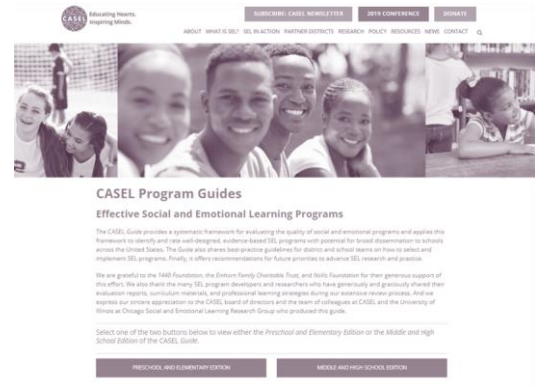 CASEL
Educating Hearts.
Inspiring Minds.
SUBSCRIBE: CASEL NEWSLETTER
2019 CONFERENCE
DONATE
ABOUT WHAT IS SEL? SEL IN ACTION PARTNER DISTRICTS RESEARCH POLICY RESOURCES NEWS CONTACT
CASEL Program Guides
Effective Social and Emotional Learning Programs
The CASEL Guide provides a systematic framework for evaluating the quality of social and emotional programs and applies this
framework to identify and rate well-designed, evidence-based SEL programs with potential for broad dissemination to schools
across the United States. The Guide also shares best-practice guidelines for district and school teams on how to select and
implement SEL programs. Finally, it offers recommendations for future priorities to advance SEL research and practice.
We are grateful to the 1440 Foundation, the Einhorn Family Charitable Trust, and NoVo Foundation for their generous support of
this effort. We also thank the many SEL program developers and researchers who have generously and graciously shared their
evaluation reports, curriculum materials, and professional learning strategies during our extensive review process. And we
express our sincere appreciation to the CASEL board of directors and the team of colleagues at CASEL and the University of
Illinois at Chicago Social and Emotional Learning Research Group who produced this guide.
Select one of the two buttons below to view either the Preschool and Elementary Edition or the Middle and High
School Edition of the CASEL Guide.
PRESCHOOL AND ELEMENTARY EDITION
MIDDLE AND HIGH SCHOOL EDITION